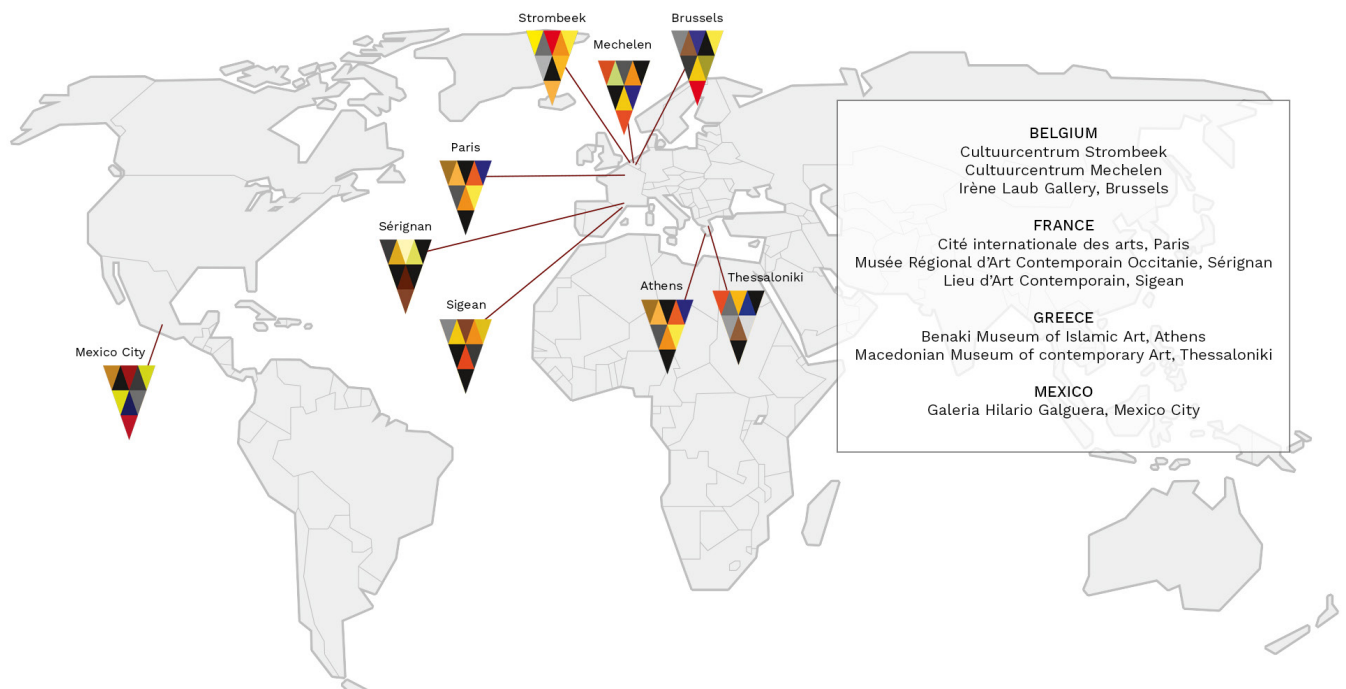 Strombeek
Brussels
Mechelen
Paris
Sérignan
Sigean
Athens
Thessaloniki
Mexico City
BELGIUM
Cultuurcentrum Strombeek
Cultuurcentrum Mechelen
Irène Laub Gallery, Brussels
FRANCE
Cité internationale des arts, Paris
Musée Régional d’Art Contemporain Occitanie, Sérignan
Lieu d’Art Contemporain, Sigean
GREECE
Benaki Museum of Islamic Art, Athens
Macedonian Museum of contemporary Art, Thessaloniki
MEXICO
Galeria Hilario Galguera, Mexico City